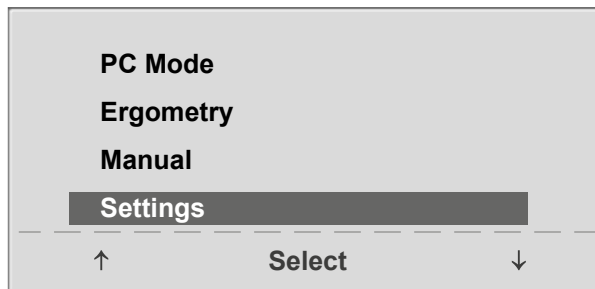 PC Mode
Ergometry
Manual
Settings
↑ Select ↓